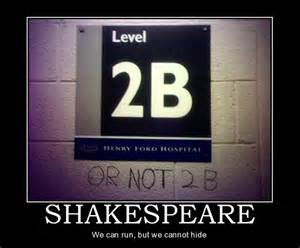 Level
2B
HENRY FORD HOSPITAL
OR NOT 2 B
SHAKESPEARE
We can run, but we cannot hide